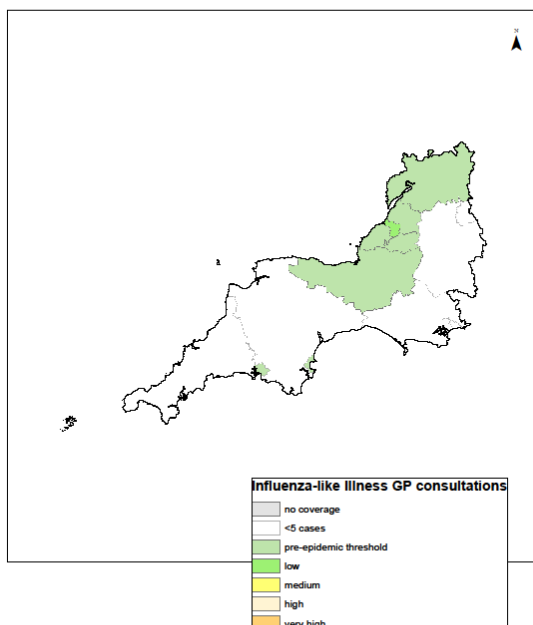 N
Influenza-like Illness GP consultations
no coverage
<5 cases
pre-epidemic threshold
low
medium
high
very high